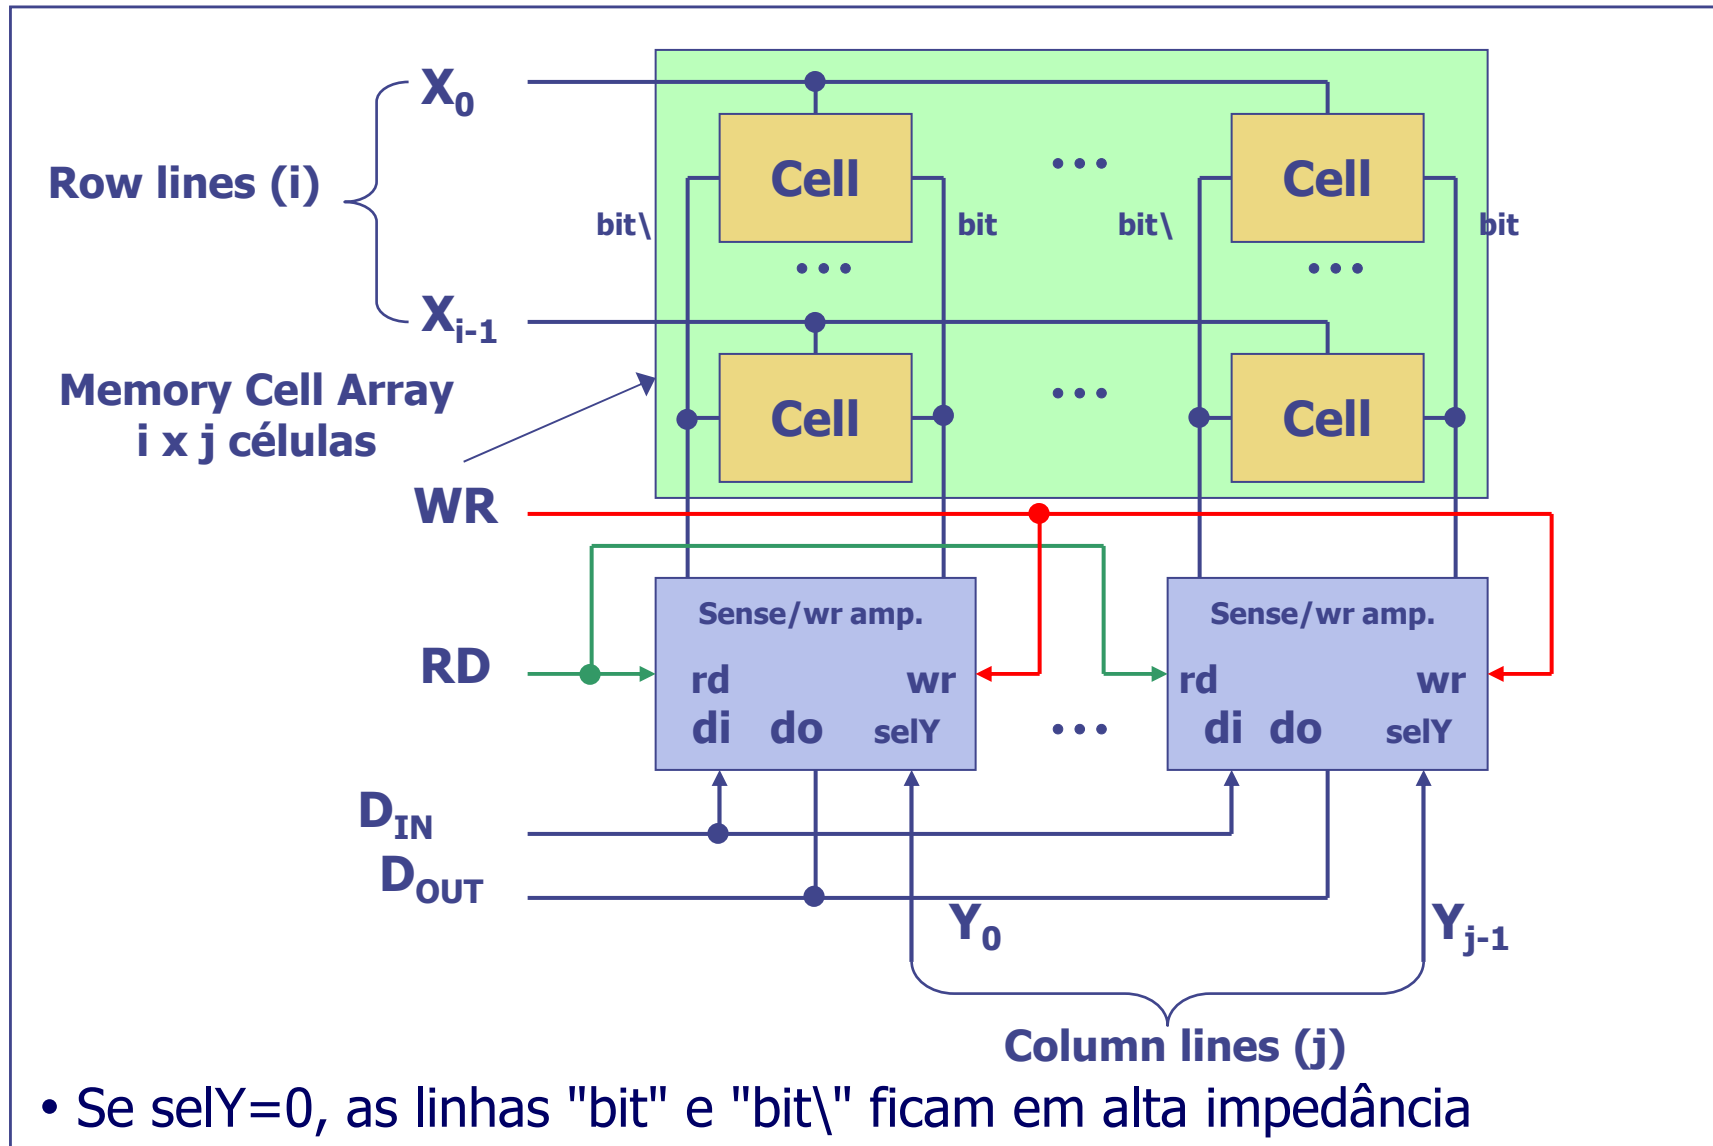 X0
Row lines (i)
Cell
...
Cell
bit\
bit
bit\
bit
...
...
Xi-1
Memory Cell Array
i x j células
Cell
...
Cell
WR
Sense/wr amp.
Sense/wr amp.
RD
rd
wr
rd
wr
di
do
selY
...
di
do
selY
DIN
DOUT
Y0
Yj-1
Column lines (j)
• Se selY=0, as linhas "bit" e "bit\" ficam em alta impedância